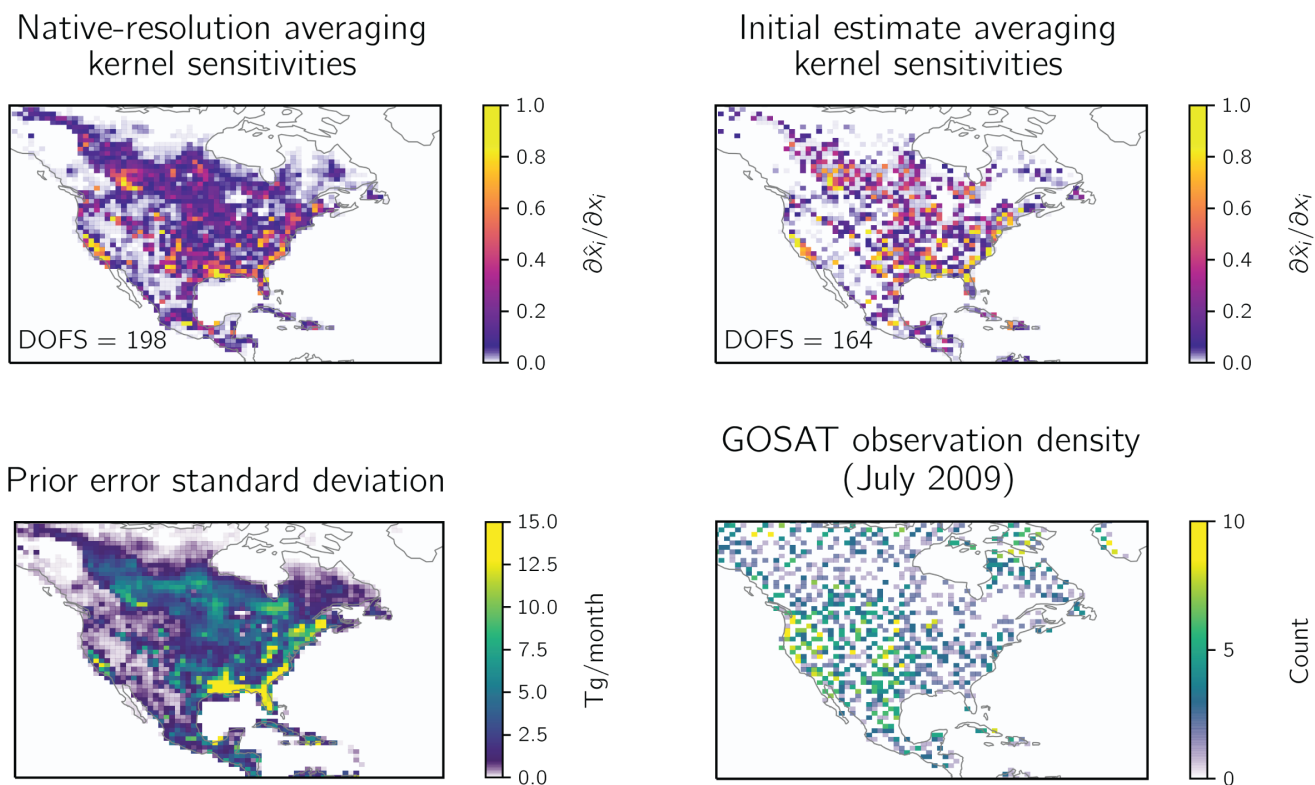 Native-resolution averaging
kernel sensitivities
1.0
0.8
0.6
0.4
0.2
0.0
∂x̂ᵢ/∂xᵢ
DOFS = 198
Initial estimate averaging
kernel sensitivities
1.0
0.8
0.6
0.4
0.2
0.0
∂x̂ᵢ/∂xᵢ
DOFS = 164
Prior error standard deviation
15.0
12.5
10.0
7.5
5.0
2.5
0.0
Tg/month
GOSAT observation density
(July 2009)
10
5
0
Count